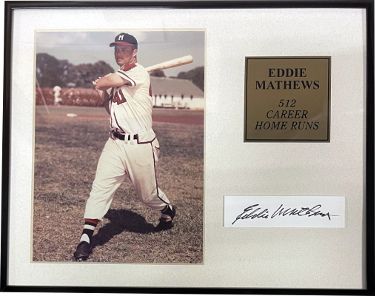 M
EDDIE
MATHEWS
512
CAREER
HOME RUNS
Eddie Mathews